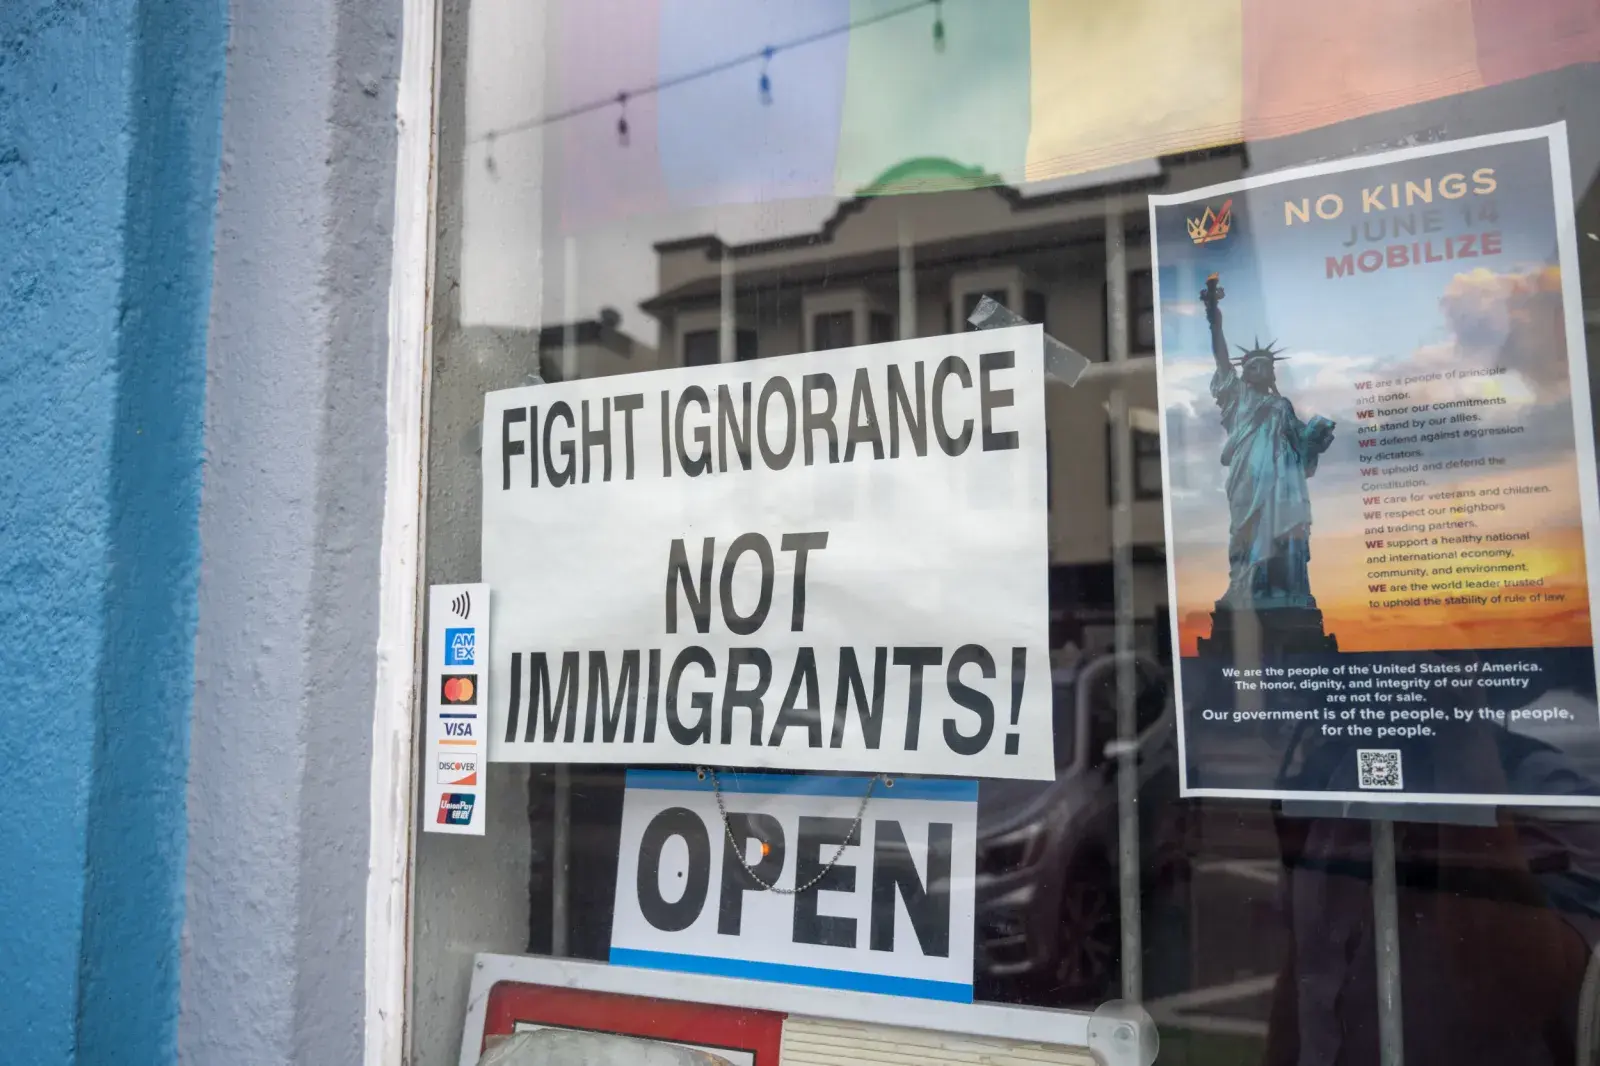 FIGHT IGNORANCE
NOT
IMMIGRANTS!
AM
EX
VISA
DISCOVER
UnionPay
银联
OPEN
NO KINGS
JUNE 14
MOBILIZE
WE are a people of principle
and honor.
WE honor our commitments
and stand by our allies.
WE defend against aggression
by dictators.
WE uphold and defend the
Constitution.
WE care for veterans and children.
WE respect our neighbors
and trading partners.
WE support a healthy national
and international economy,
community, and environment.
WE are the world leader trusted
to uphold the stability of rule of law.
We are the people of the United States of America.
The honor, dignity, and integrity of our country
are not for sale.
Our government is of the people, by the people,
for the people.